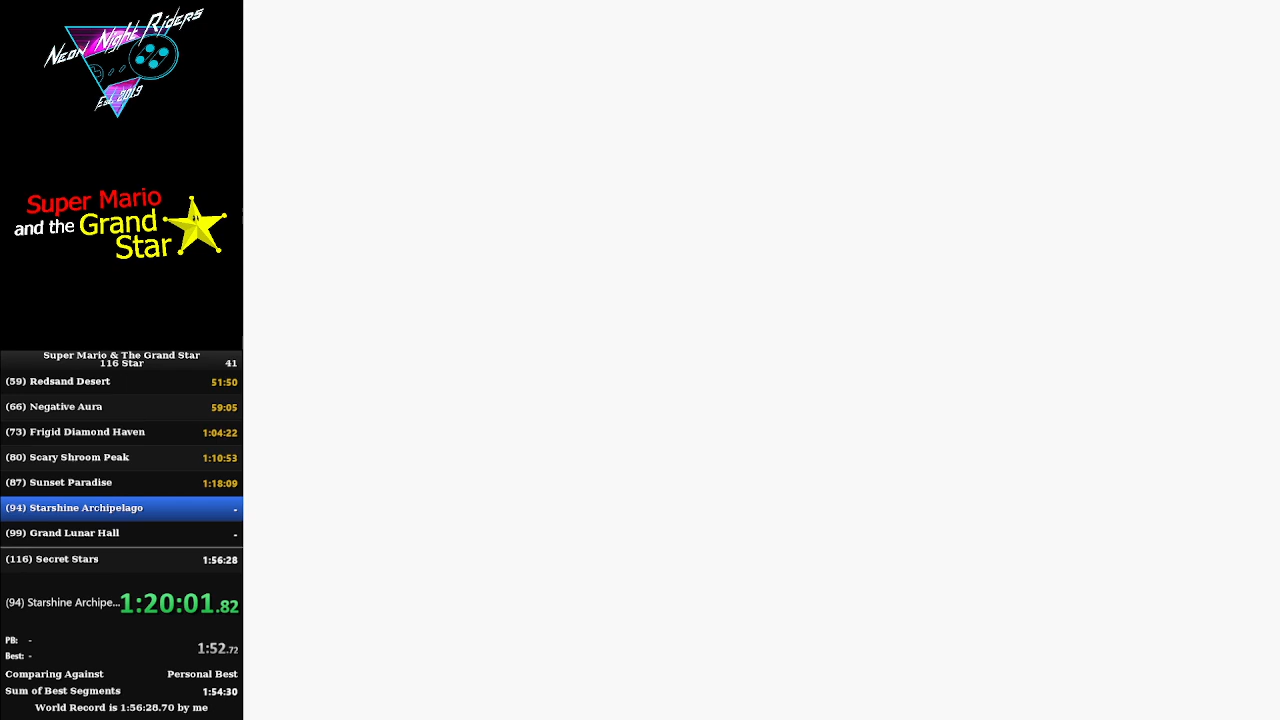 Neon Night Riders
Est. 2019
Super Mario
and the Grand
Star
Super Mario & The Grand Star
116 Star 41
(59) Redsand Desert 51:50
(66) Negative Aura 59:05
(73) Frigid Diamond Haven 1:04:22
(80) Scary Shroom Peak 1:10:53
(87) Sunset Paradise 1:18:09
(94) Starshine Archipelago -
(99) Grand Lunar Hall -
(116) Secret Stars 1:56:28
(94) Starshine Archipe... 1:20:01.82
PB: -
1:52.72
Best: -
Comparing Against Personal Best
Sum of Best Segments 1:54:30
World Record is 1:56:28.70 by me